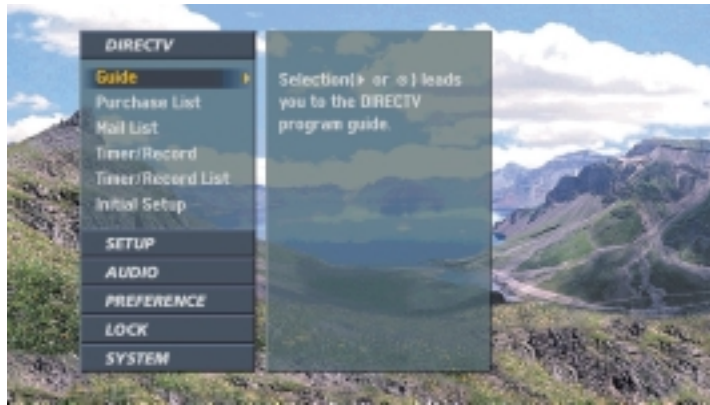 DIRECTV
Guide
Purchase List
Mail List
Timer/Record
Timer/Record List
Initial Setup
SETUP
AUDIO
PREFERENCE
LOCK
SYSTEM
Selection(▶ or ⊙) leads
you to the DIRECTV
program guide.